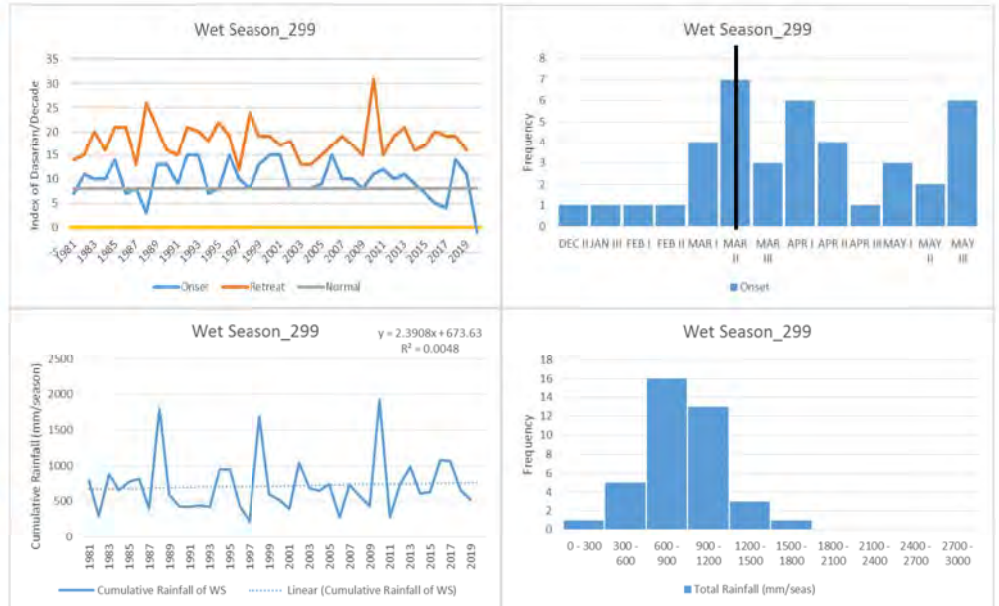 Wet Season_299
35
30
25
20
15
10
5
0
Index of Dasarian/Decade
1981 1983 1985 1987 1989 1991 1993 1995 1997 1999 2001 2003 2005 2007 2009 2011 2013 2015 2017 2019
Onser Retreat Normal
Wet Season_299
8
7
6
5
4
3
2
1
0
Frequency
DEC II JAN III FEB I FEB II MAR I MAR II MAR III APR I APR II APR III MAY I MAY II MAY III
Onset
Wet Season_299
y = 2.3908x + 673.63
R² = 0.0048
2500
2000
1500
1000
500
0
Cumulative Rainfall (mm/season)
1981 1983 1985 1987 1989 1991 1993 1995 1997 1999 2001 2003 2005 2007 2009 2011 2013 2015 2017 2019
Cumulative Rainfall of WS Linear (Cumulative Rainfall of WS)
Wet Season_299
18
16
14
12
10
8
6
4
2
0
Frequency
0 - 300 300 - 600 600 - 900 900 - 1200 1200 - 1500 1500 - 1800 1800 - 2100 2100 - 2400 2400 - 2700 2700 - 3000
Total Rainfall (mm/seas)